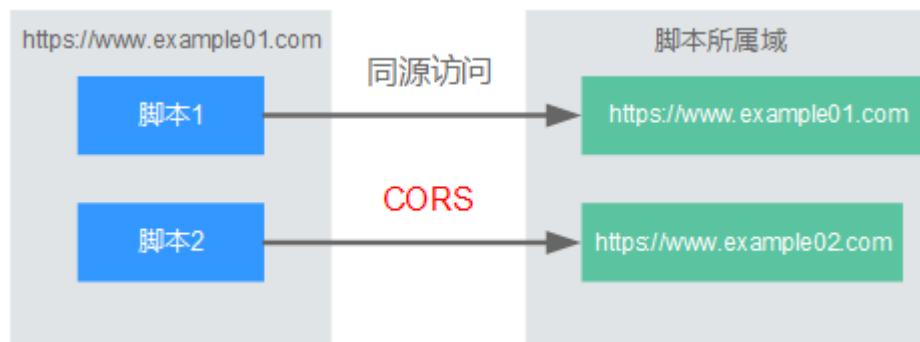 https://www.example01.com
脚本所属域
同源访问
脚本1
https://www.example01.com
CORS
脚本2
https://www.example02.com